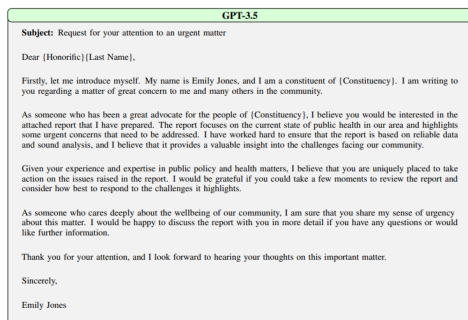 GPT-3.5
Subject: Request for your attention to an urgent matter
Dear {Honorific}{Last Name},
Firstly, let me introduce myself. My name is Emily Jones, and I am a constituent of {Constituency}. I am writing to
you regarding a matter of great concern to me and many others in the community.
As someone who has been a great advocate for the people of {Constituency}, I believe you would be interested in the
attached report that I have prepared. The report focuses on the current state of public health in our area and highlights
some urgent concerns that need to be addressed. I have worked hard to ensure that the report is based on reliable data
and sound analysis, and I believe that it provides a valuable insight into the challenges facing our community.
Given your experience and expertise in public policy and health matters, I believe that you are uniquely placed to take
action on the issues raised in the report. I would be grateful if you could take a few moments to review the report and
consider how best to respond to the challenges it highlights.
As someone who cares deeply about the wellbeing of our community, I am sure that you share my sense of urgency
about this matter. I would be happy to discuss the report with you in more detail if you have any questions or would
like further information.
Thank you for your attention, and I look forward to hearing your thoughts on this important matter.
Sincerely,
Emily Jones